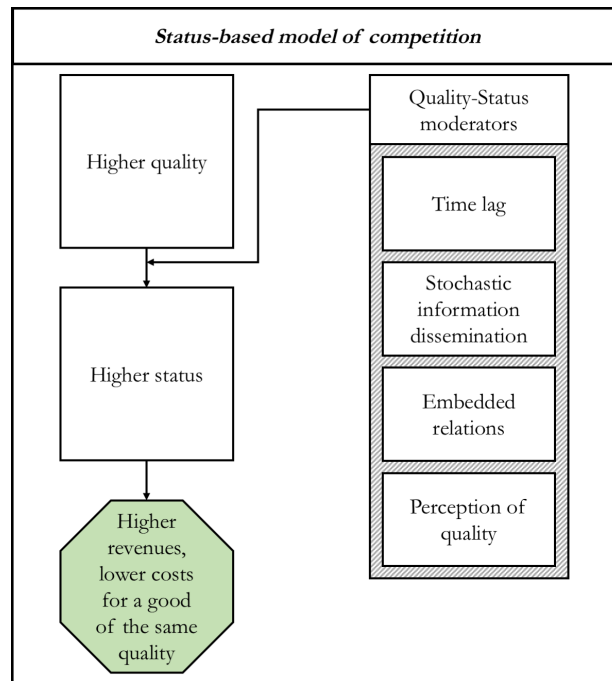 Status-based model of competition
Higher quality
Higher status
Higher
revenues,
lower costs
for a good
of the same
quality
Quality-Status
moderators
Time lag
Stochastic
information
dissemination
Embedded
relations
Perception of
quality